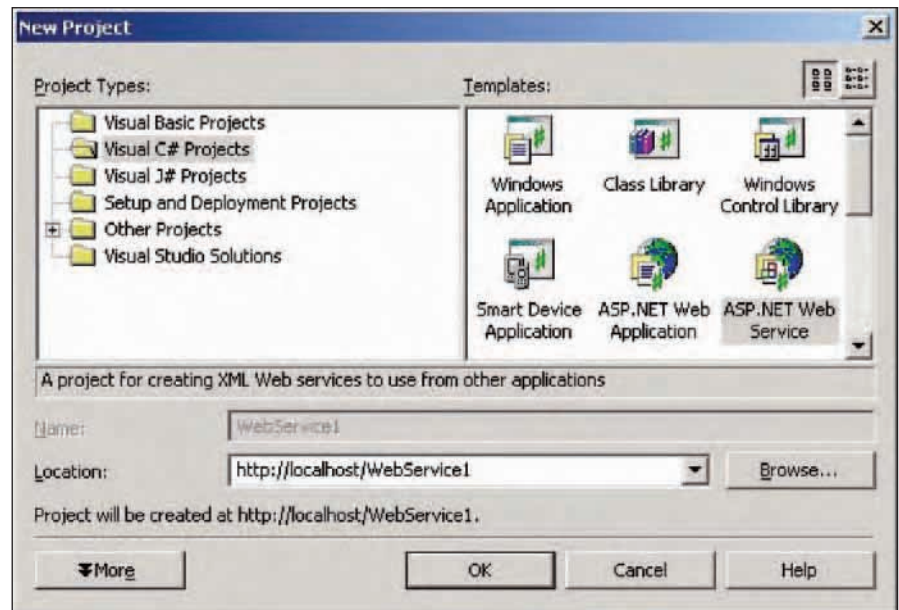 New Project
Project Types:
Templates:
Visual Basic Projects
Visual C# Projects
Visual J# Projects
Setup and Deployment Projects
Other Projects
Visual Studio Solutions
Windows
Application
Class Library
Windows
Control Library
Smart Device
Application
ASP.NET Web
Application
ASP.NET Web
Service
A project for creating XML Web services to use from other applications
Name:
WebService1
Location:
http://localhost/WebService1
Browse...
Project will be created at http://localhost/WebService1.
More
OK
Cancel
Help